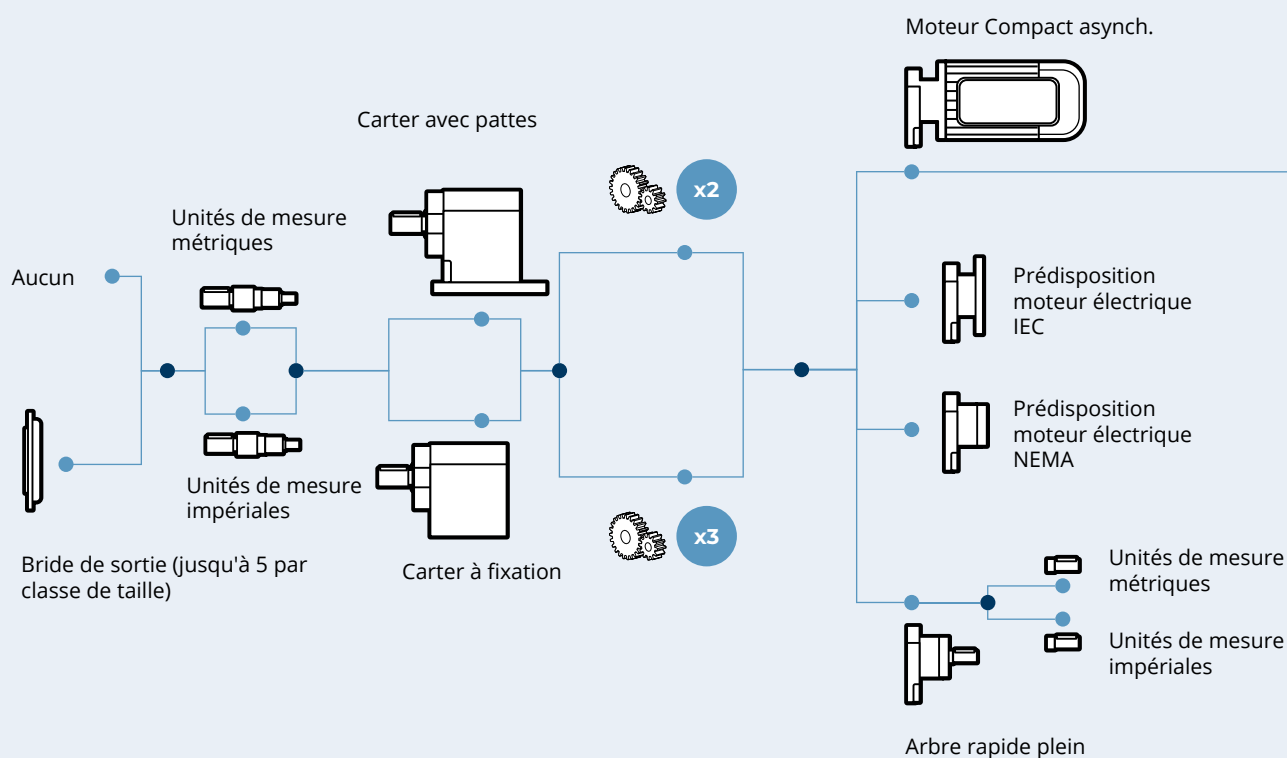 Moteur Compact asynch.
Carter avec pattes
x2
Unités de mesure
métriques
Aucun
Prédisposition
moteur électrique
IEC
Prédisposition
moteur électrique
NEMA
Unités de mesure
impériales
x3
Bride de sortie (jusqu'à 5 par
classe de taille)
Carter à fixation
Unités de mesure
métriques
Unités de mesure
impériales
Arbre rapide plein